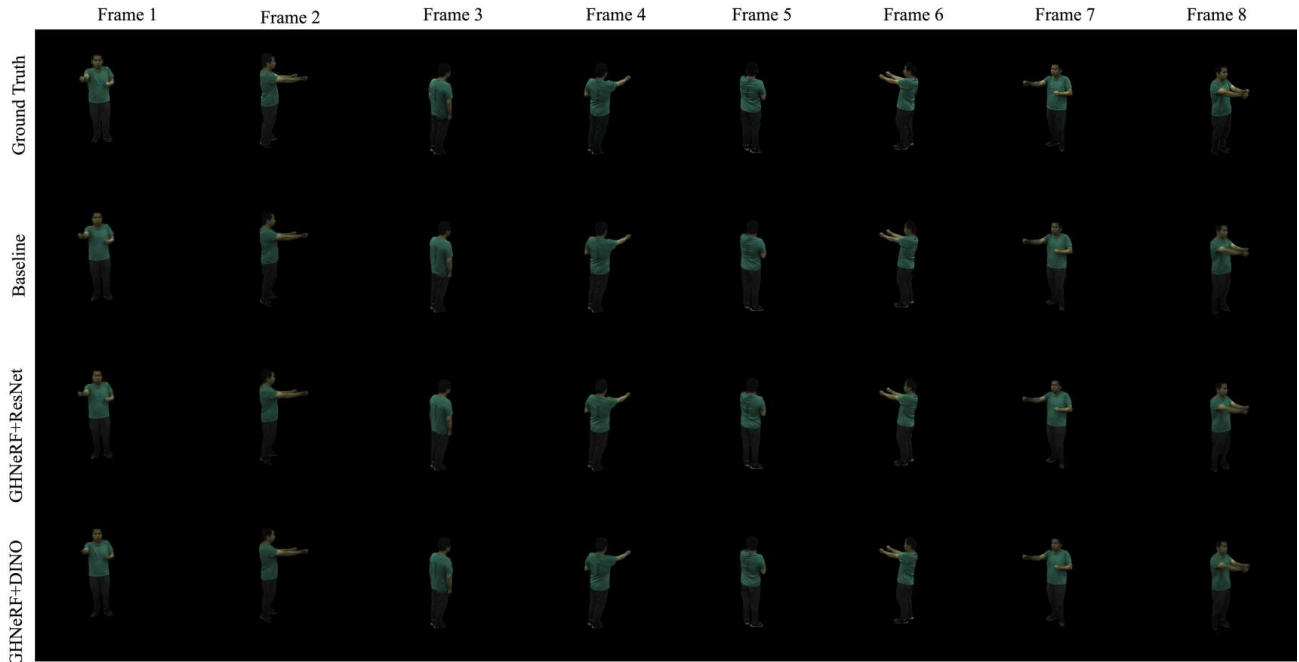 Frame 1 Frame 2 Frame 3 Frame 4 Frame 5 Frame 6 Frame 7 Frame 8
Ground Truth
Baseline
GHNeRF+ResNet
GHNeRF+DINO